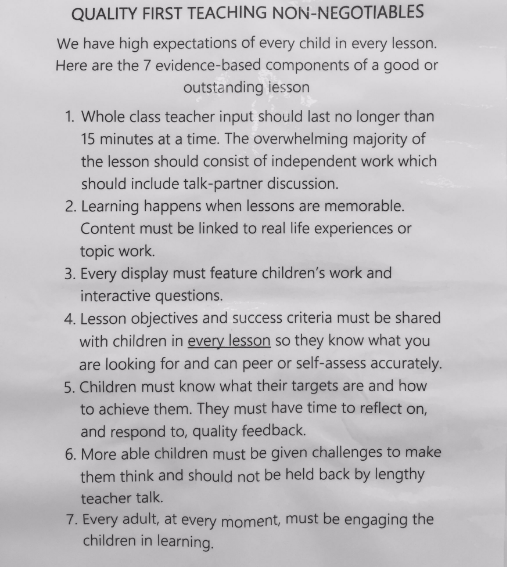 QUALITY FIRST TEACHING NON-NEGOTIABLES
We have high expectations of every child in every lesson.
Here are the 7 evidence-based components of a good or
outstanding lesson
1. Whole class teacher input should last no longer than
15 minutes at a time. The overwhelming majority of
the lesson should consist of independent work which
should include talk-partner discussion.
2. Learning happens when lessons are memorable.
Content must be linked to real life experiences or
topic work.
3. Every display must feature children's work and
interactive questions.
4. Lesson objectives and success criteria must be shared
with children in every lesson so they know what you
are looking for and can peer or self-assess accurately.
5. Children must know what their targets are and how
to achieve them. They must have time to reflect on,
and respond to, quality feedback.
6. More able children must be given challenges to make
them think and should not be held back by lengthy
teacher talk.
7. Every adult, at every moment, must be engaging the
children in learning.